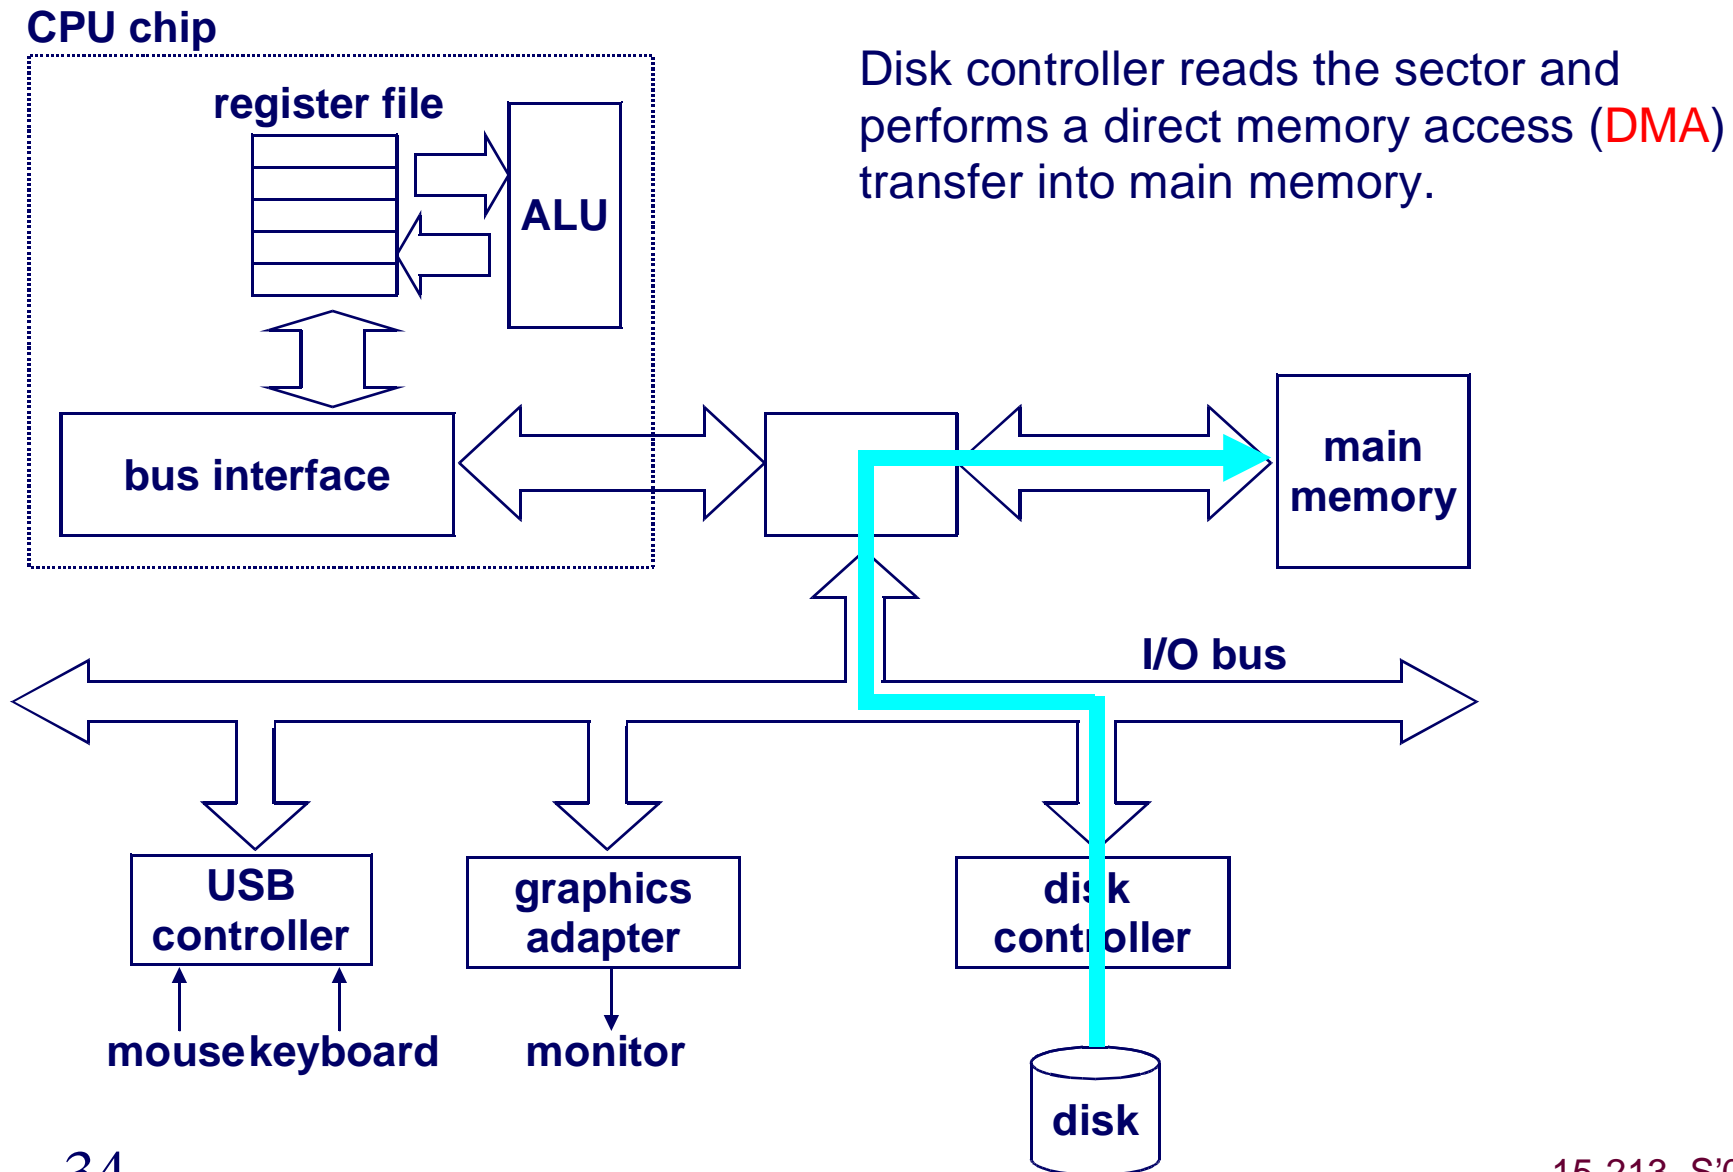 CPU chip
Disk controller reads the sector and
performs a direct memory access (DMA)
transfer into main memory.
register file
ALU
bus interface
main
memory
I/O bus
USB
controller
graphics
adapter
disk
controller
mouse keyboard
monitor
disk
34